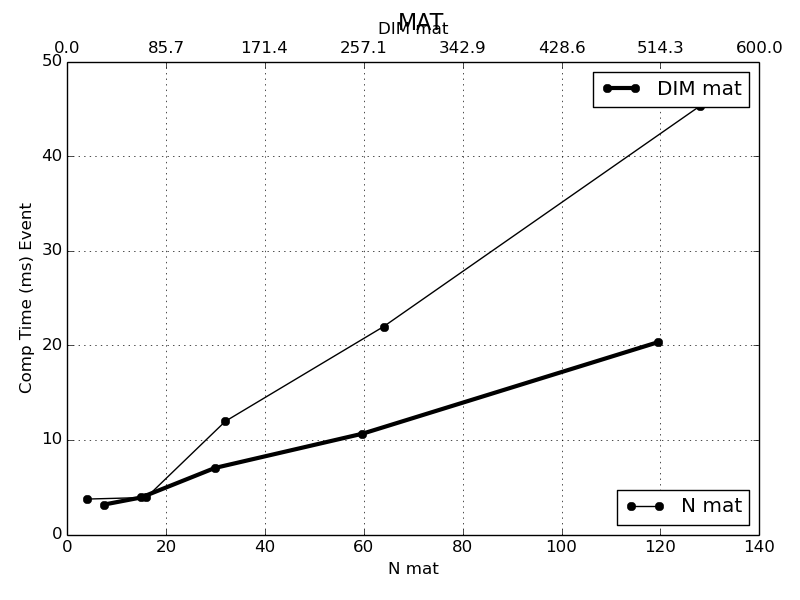 MAT
DIM mat
0.0 85.7 171.4 257.1 342.9 428.6 514.3 600.0
50
DIM mat
40
30
Comp Time (ms) Event
20
10
N mat
0
0 20 40 60 80 100 120 140
N mat